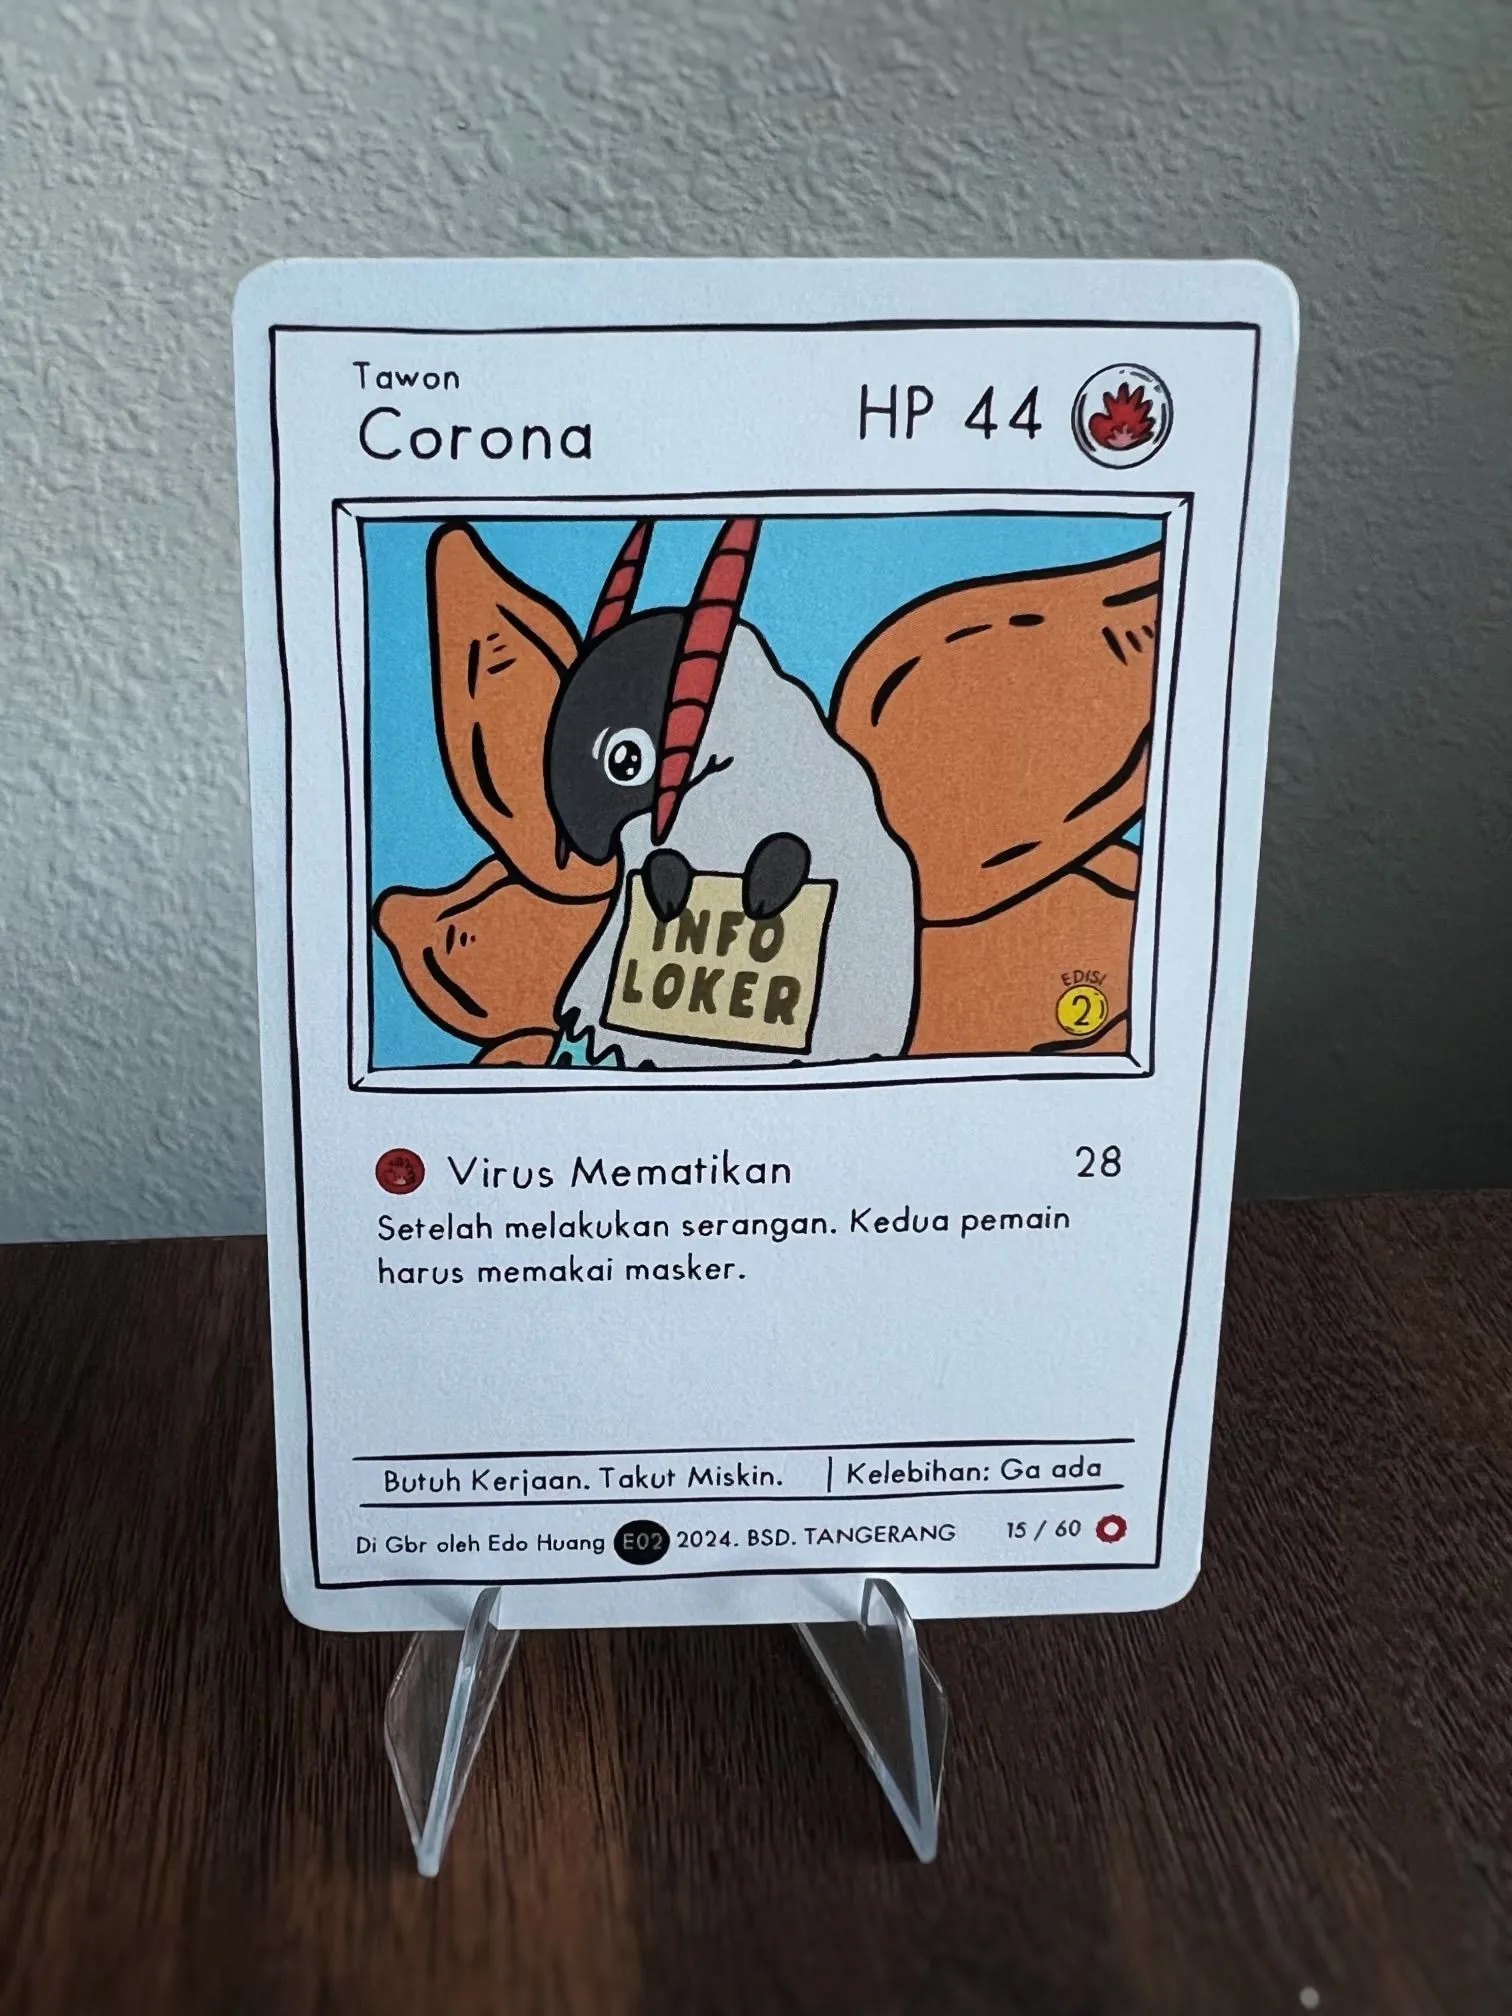 Tawon
Corona
HP 44
INFO
LOKER
EDISI
2
Virus Mematikan 28
Setelah melakukan serangan. Kedua pemain
harus memakai masker.
Butuh Kerjaan. Takut Miskin. | Kelebihan: Ga ada
Di Gbr oleh Edo Huang E02 2024. BSD. TANGERANG 15 / 60